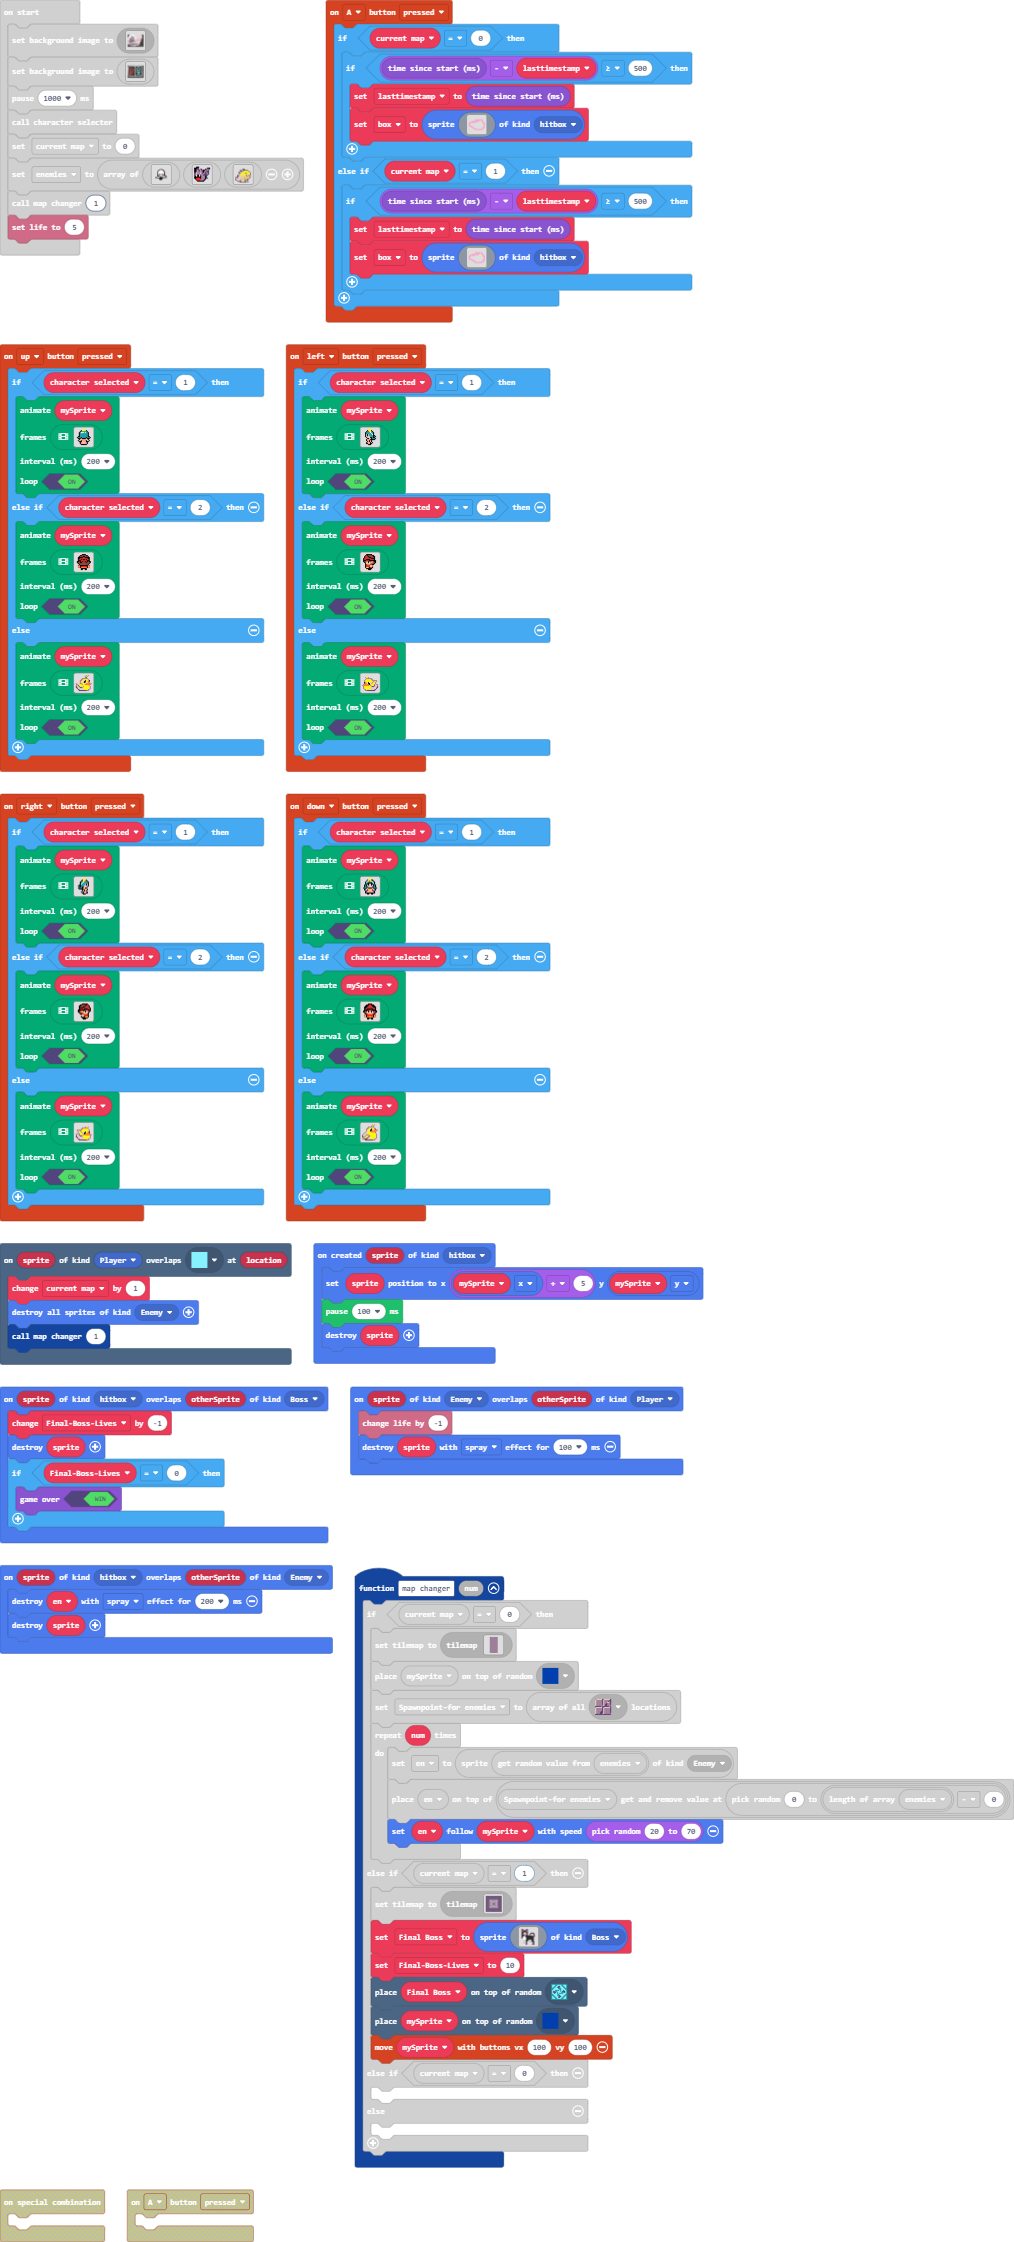 on start
set background image to
set background image to
pause 1000 ms
call character selecter
set current map to 0
set enemies to array of
call map changer 1
set life to 5
on A button pressed
if current map = 0 then
if time since start (ms) - lasttimestamp ≥ 500 then
set lasttimestamp to time since start (ms)
set box to sprite of kind hitbox
else if current map = 1 then
if time since start (ms) - lasttimestamp ≥ 500 then
set lasttimestamp to time since start (ms)
set box to sprite of kind hitbox
on up button pressed
if character selected = 1 then
animate mySprite
frames
interval (ms) 200
loop ON
else if character selected = 2 then
animate mySprite
frames
interval (ms) 200
loop ON
else
animate mySprite
frames
interval (ms) 200
loop ON
on left button pressed
if character selected = 1 then
animate mySprite
frames
interval (ms) 200
loop ON
else if character selected = 2 then
animate mySprite
frames
interval (ms) 200
loop ON
else
animate mySprite
frames
interval (ms) 200
loop ON
on right button pressed
if character selected = 1 then
animate mySprite
frames
interval (ms) 200
loop ON
else if character selected = 2 then
animate mySprite
frames
interval (ms) 200
loop ON
else
animate mySprite
frames
interval (ms) 200
loop ON
on down button pressed
if character selected = 1 then
animate mySprite
frames
interval (ms) 200
loop ON
else if character selected = 2 then
animate mySprite
frames
interval (ms) 200
loop ON
else
animate mySprite
frames
interval (ms) 200
loop ON
on sprite of kind Player overlaps at location
change current map by 1
destroy all sprites of kind Enemy
call map changer 1
on created sprite of kind hitbox
set sprite position to x mySprite x + 5 y mySprite y
pause 100 ms
destroy sprite
on sprite of kind hitbox overlaps otherSprite of kind Boss
change Final-Boss-Lives by -1
destroy sprite
if Final-Boss-Lives = 0 then
game over WIN
on sprite of kind Enemy overlaps otherSprite of kind Player
change life by -1
destroy sprite with spray effect for 100 ms
on sprite of kind hitbox overlaps otherSprite of kind Enemy
destroy en with spray effect for 200 ms
destroy sprite
function map changer num
if current map = 0 then
set tilemap to tilemap
place mySprite on top of random
set Spawnpoint-for enemies to array of all locations
repeat num times
do
set en to sprite get random value from enemies of kind Enemy
place en on top of Spawnpoint-for enemies get and remove value at pick random 0 to length of array enemies - 0
set en follow mySprite with speed pick random 20 to 70
else if current map = 1 then
set tilemap to tilemap
set Final Boss to sprite of kind Boss
set Final-Boss-Lives to 10
place Final Boss on top of random
place mySprite on top of random
move mySprite with buttons vx 100 vy 100
else if current map = 0 then
else
on special combination
on A button pressed